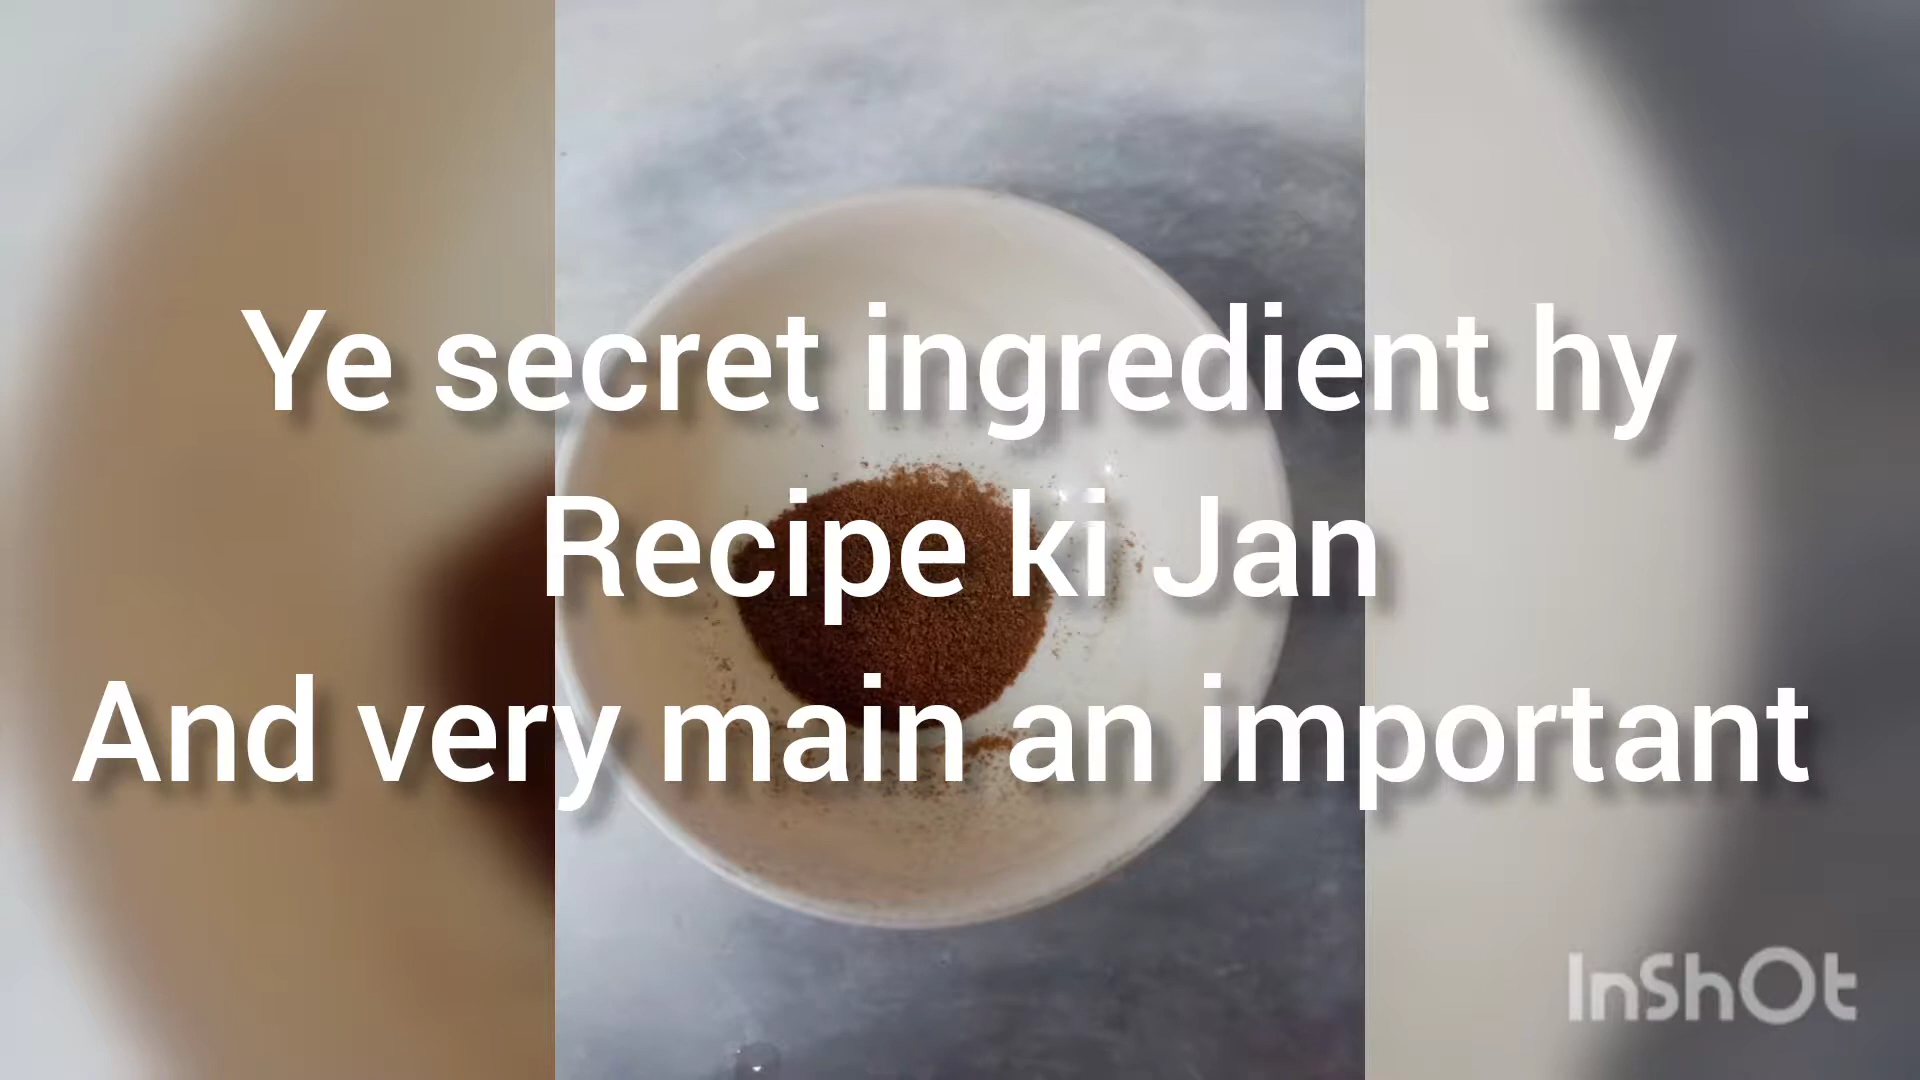 Ye secret ingredient hy
Recipe ki Jan
And very main an important
InShOt